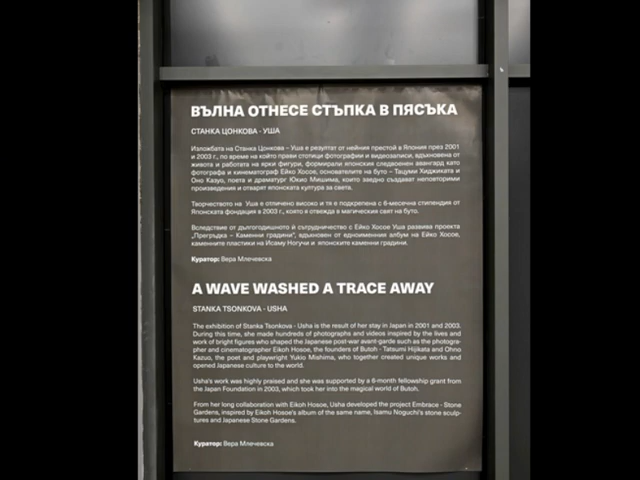 ВЪЛНА ОТНЕСЕ СТЪПКА В ПЯСЪКА
СТАНКА ЦОНКОВА - УША
Изложбата на Станка Цонкова – Уша е резултат от нейния престой в Япония през 2001
и 2003 г., по време на който прави стотици фотографии и видеозаписи, вдъхновена от
живота и работата на ярки фигури, формирали японския следвоенен авангард като
фотографа и кинематограф Ейко Хосое, основателите на буто – Тацуми Хиджиката и
Оно Казуо, поета и драматург Юкио Мишима, които заедно създават неповторими
произведения и отварят японската култура за света.
Творчеството на Уша е отличено високо и тя е подкрепена с 6-месечна стипендия от
Японската фондация в 2003 г., която я отвежда в магическия свят на буто.
Вследствие от дългогодишното ѝ сътрудничество с Ейко Хосое Уша развива проекта
„Прегръдка – Каменни градини", вдъхновен от едноименния албум на Ейко Хосое,
каменните пластики на Исаму Ногучи и японските каменни градини.
Куратор: Вера Млечевска
A WAVE WASHED A TRACE AWAY
STANKA TSONKOVA - USHA
The exhibition of Stanka Tsonkova - Usha is the result of her stay in Japan in 2001 and 2003.
During this time, she made hundreds of photographs and videos inspired by the lives and
work of bright figures who shaped the Japanese post-war avant-garde such as the photogra-
pher and cinematographer Eikoh Hosoe, the founders of Butoh - Tatsumi Hijikata and Ohno
Kazuo, the poet and playwright Yukio Mishima, who together created unique works and
opened Japanese culture to the world.
Usha's work was highly praised and she was supported by a 6-month fellowship grant from
the Japan Foundation in 2003, which took her into the magical world of Butoh.
From her long collaboration with Eikoh Hosoe, Usha developed the project Embrace - Stone
Gardens, inspired by Eikoh Hosoe's album of the same name, Isamu Noguchi's stone sculp-
tures and Japanese Stone Gardens.
Куратор: Вера Млечевска